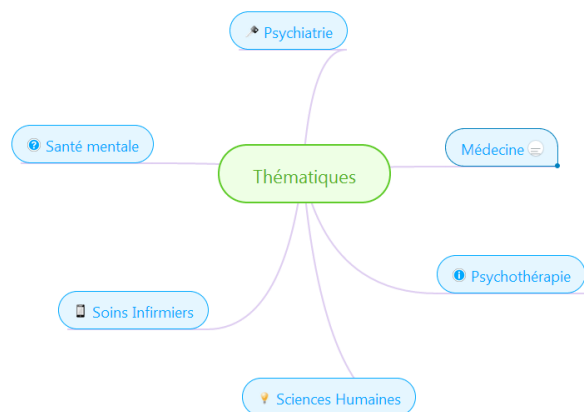 Psychiatrie
Santé mentale
Médecine
Thématiques
Psychothérapie
Soins Infirmiers
Sciences Humaines